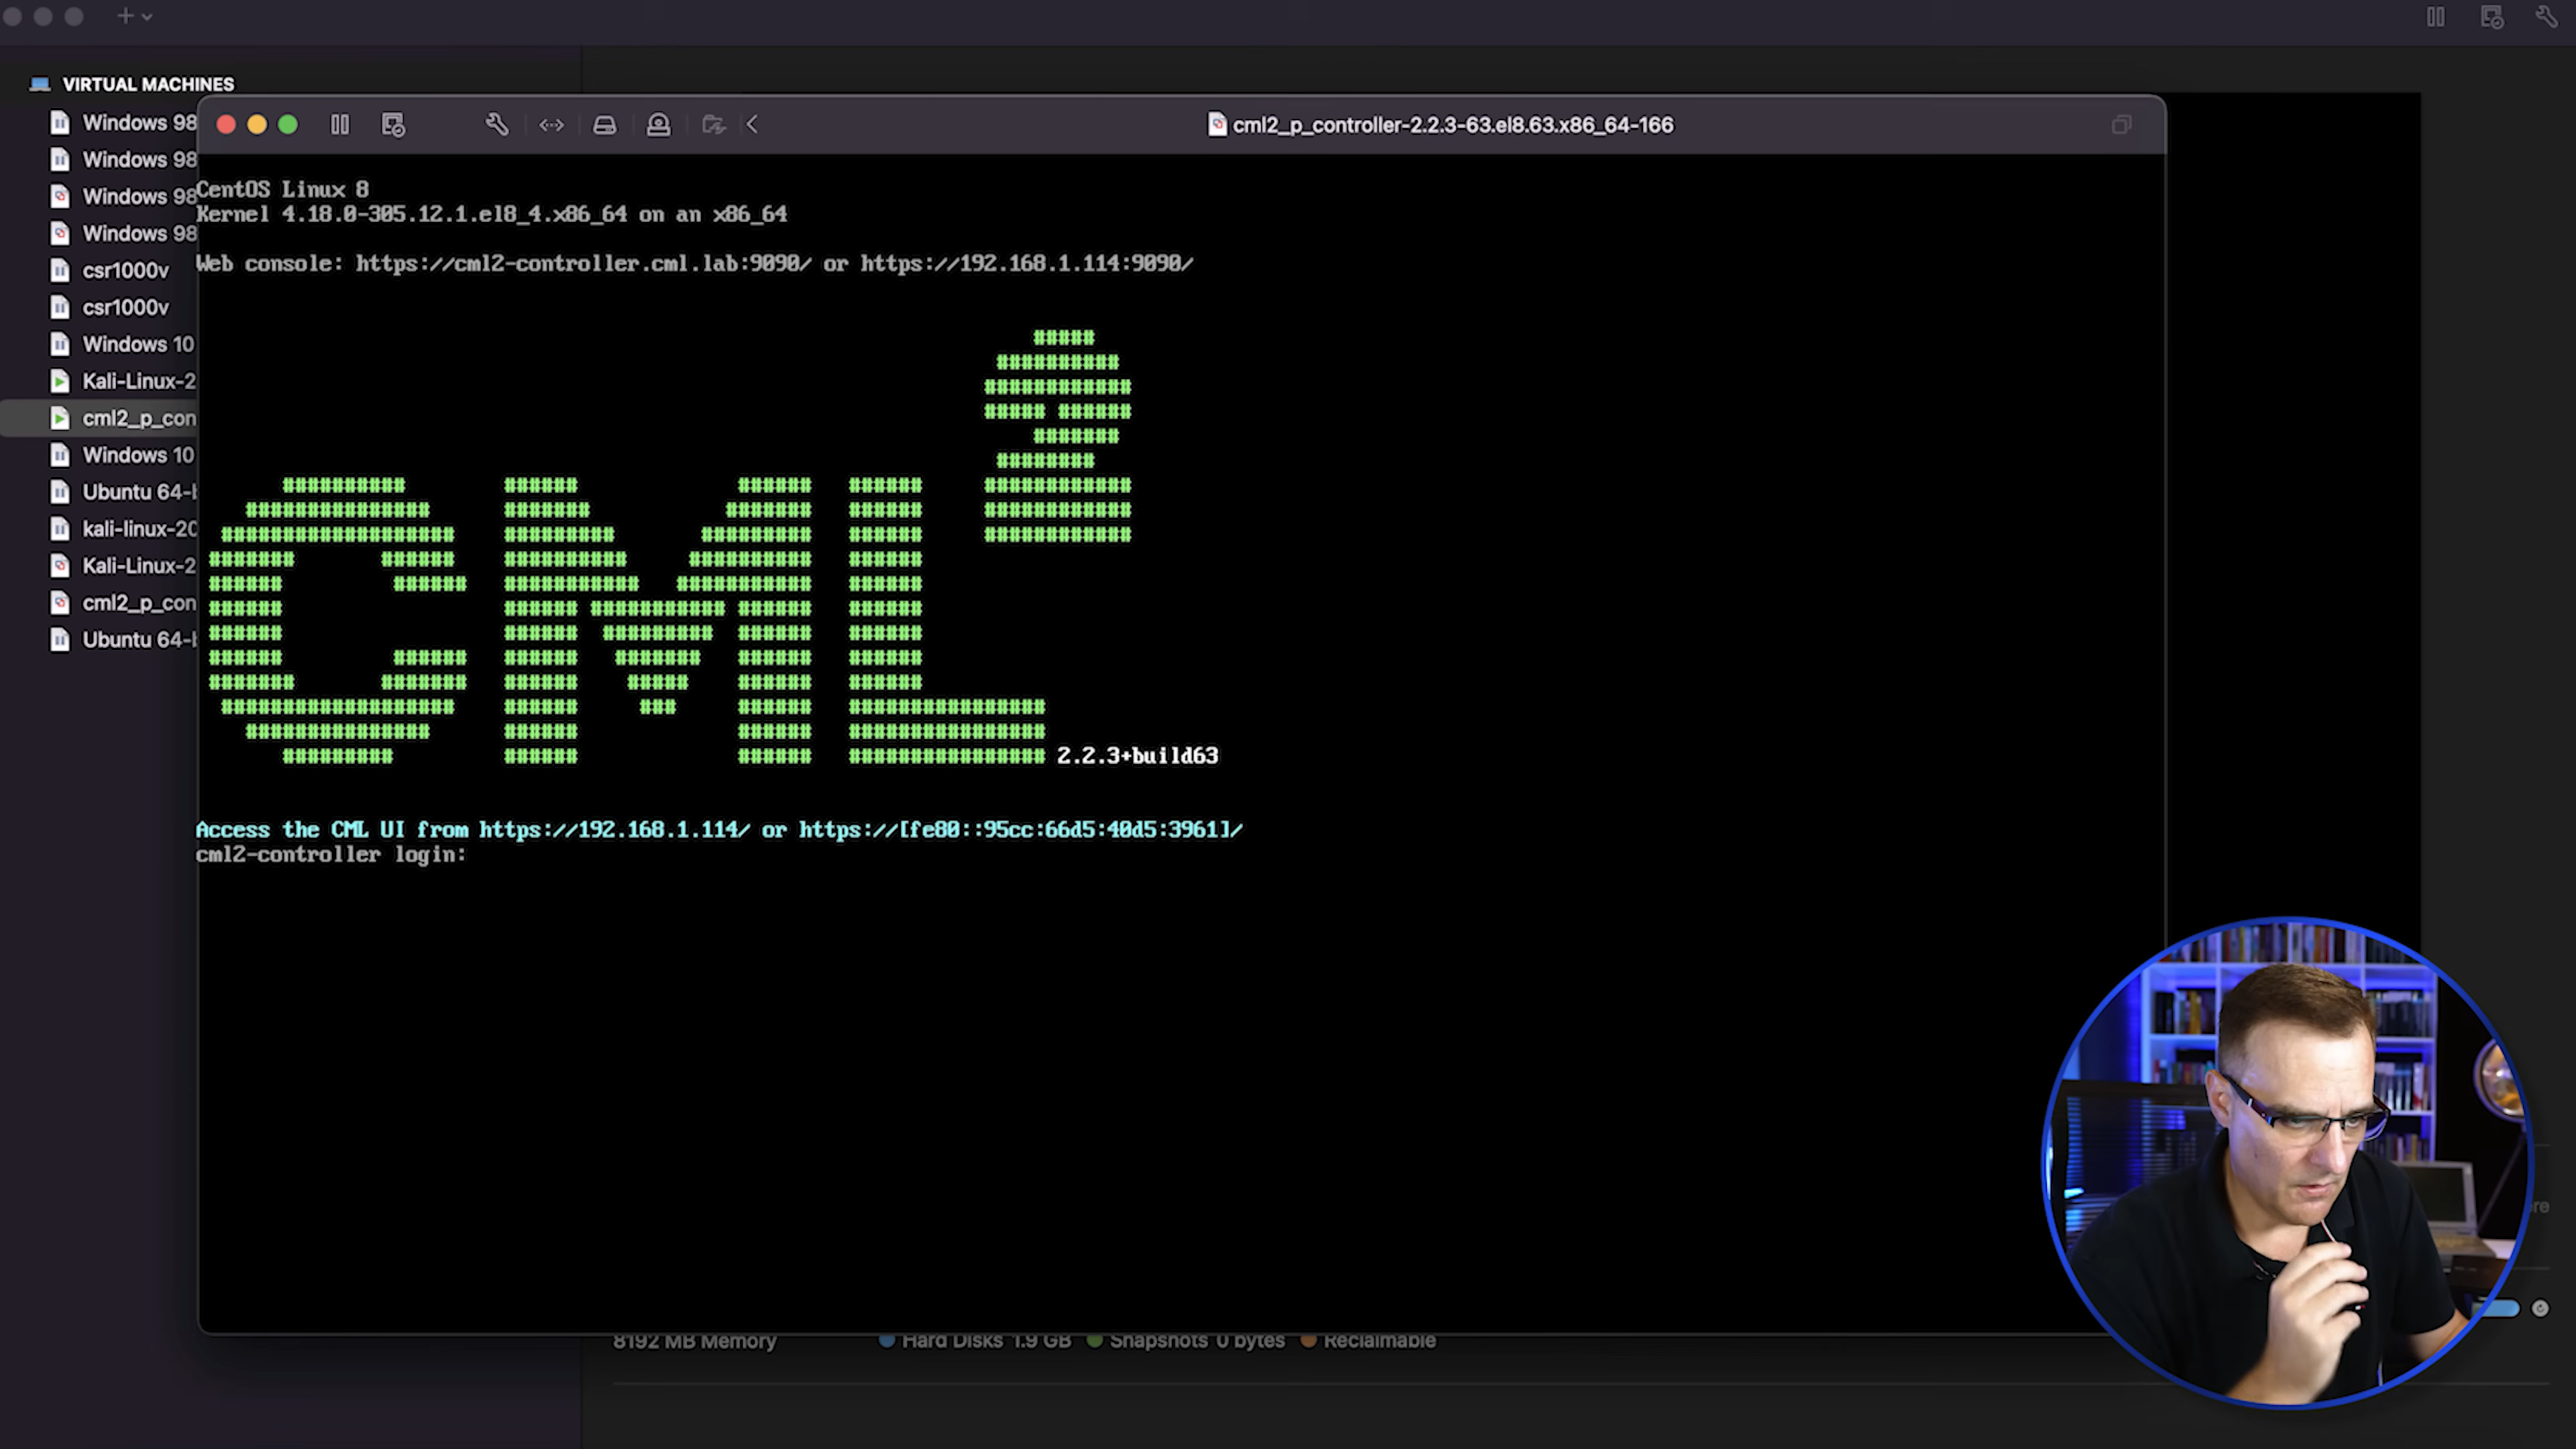 VIRTUAL MACHINES
Windows 98
Windows 98
Windows 98
Windows 98
csr1000v
csr1000v
Windows 10
Kali-Linux-2
cml2_p_con
Windows 10
Ubuntu 64-b
kali-linux-20
Kali-Linux-2
cml2_p_con
Ubuntu 64-b
cml2_p_controller-2.2.3-63.el8.63.x86_64-166
CentOS Linux 8
Kernel 4.18.0-305.12.1.el8_4.x86_64 on an x86_64
Web console: https://cml2-controller.cml.lab:9090/ or https://192.168.1.114:9090/
CML2
2.2.3+build63
Access the CML UI from https://192.168.1.114/ or https://[fe80::95cc:66d5:40d5:3961]/
cml2-controller login:
8192 MB Memory Hard Disks 1.9 GB Snapshots 0 bytes Reclaimable